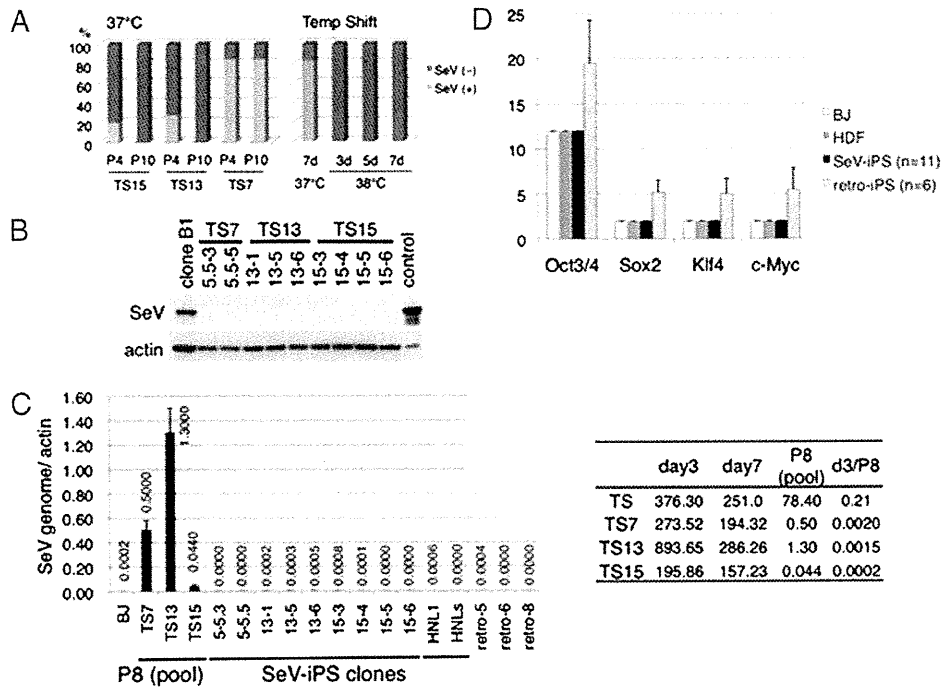 A
37°C
Temp Shift
%
100
80
60
40
20
0
P4 P10 P4 P10 P4 P10
TS15 TS13 TS7
7d 3d 5d 7d
37°C 38°C
SeV (-)
SeV (+)
B
clone B1
TS7
TS13
TS15
5.5-3
5.5-5
13-1
13-5
13-6
15-3
15-4
15-5
15-6
control
SeV
actin
C
SeV genome/ actin
1.60
1.40
1.20
1.00
0.80
0.60
0.40
0.20
0.00
0.0002
0.5000
1.3000
0.0440
0.0000
0.0000
0.0002
0.0003
0.0005
0.0008
0.0001
0.0000
0.0000
0.0006
0.0000
0.0004
0.0000
0.0000
BJ
TS7
TS13
TS15
5-5.3
5-5.5
13-1
13-5
13-6
15-3
15-4
15-5
15-6
HNL1
HNLs
retro-5
retro-6
retro-8
P8 (pool)
SeV-iPS clones
D
25
20
15
10
5
0
Oct3/4 Sox2 Klf4 c-Myc
BJ
HDF
SeV-iPS (n=11)
retro-iPS (n=6)
day3 day7 P8 (pool) d3/P8
TS 376.30 251.0 78.40 0.21
TS7 273.52 194.32 0.50 0.0020
TS13 893.65 286.26 1.30 0.0015
TS15 195.86 157.23 0.044 0.0002